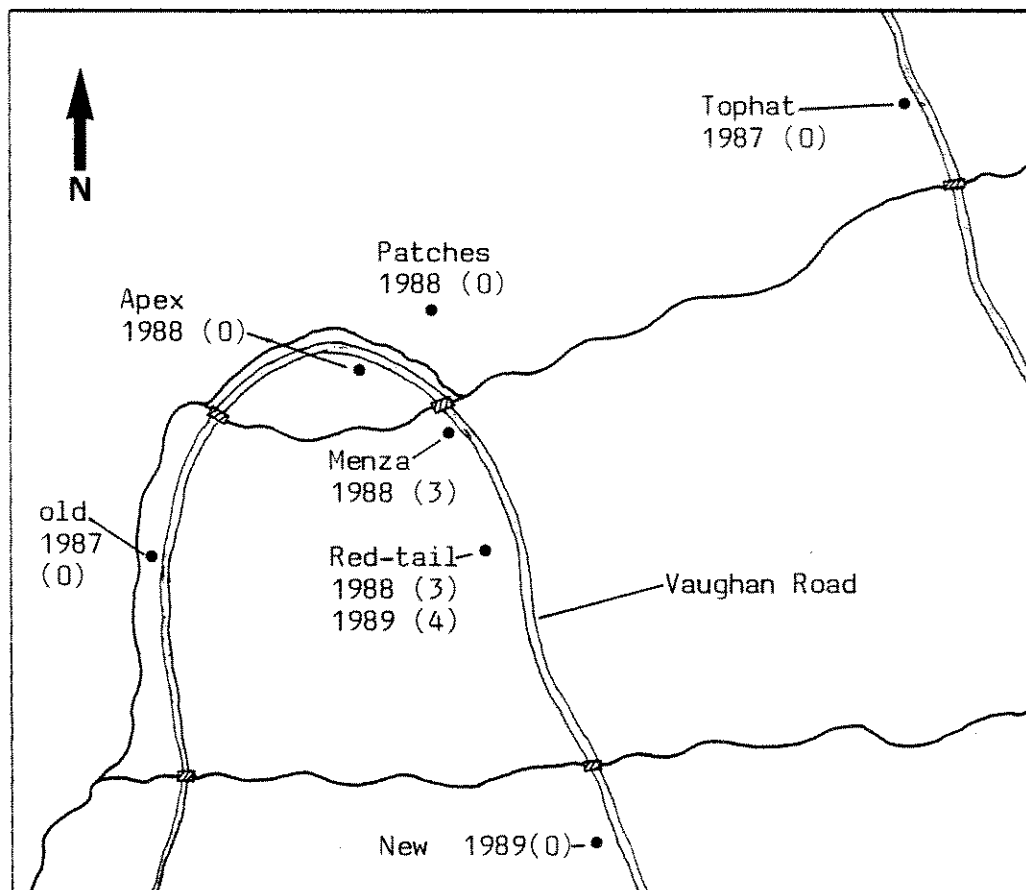 Tophat
1987 (0)
N
Patches
1988 (0)
Apex
1988 (0)
Menza
1988 (3)
old
1987
(0)
Red-tail
1988 (3)
1989 (4)
Vaughan Road
New 1989(0)